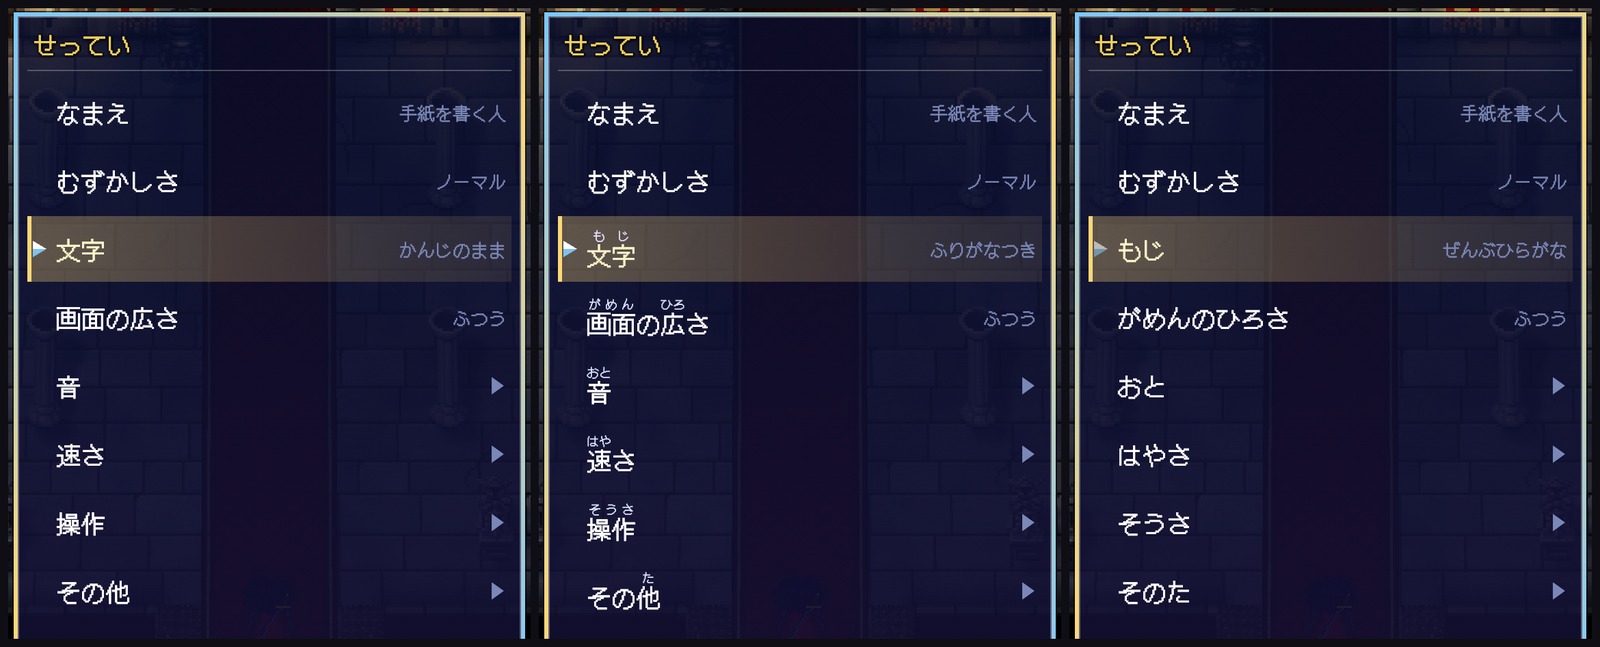 せってい
なまえ 手紙を書く人
むずかしさ ノーマル
文字 かんじのまま
画面の広さ ふつう
音
速さ
操作
その他
せってい
なまえ 手紙を書く人
むずかしさ ノーマル
もじ
文字 ふりがなつき
がめん ひろ
画面の広さ ふつう
おと
音
はや
速さ
そうさ
操作
た
その他
せってい
なまえ 手紙を書く人
むずかしさ ノーマル
もじ ぜんぶひらがな
がめんのひろさ ふつう
おと
はやさ
そうさ
そのた